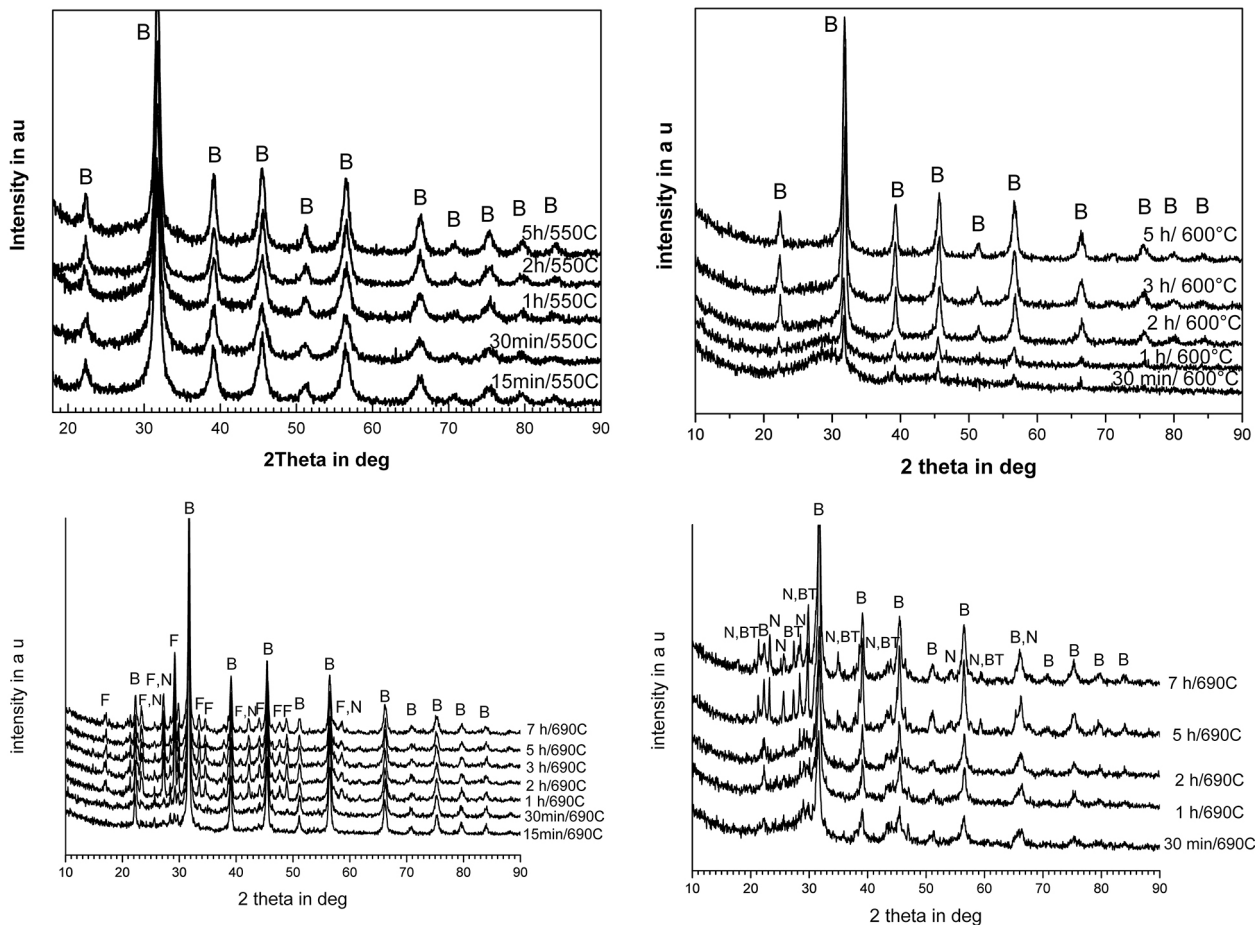 B
B
B
B
B
B
B
B
B
B
B
5h/550C
2h/550C
1h/550C
30min/550C
15min/550C
20 30 40 50 60 70 80 90
2Theta in deg
Intensity in au
B
B
B
B
B
B
B
B
B
B
5 h/ 600°C
3 h/ 600°C
2 h/ 600°C
1 h/ 600°C
30 min/ 600°C
10 20 30 40 50 60 70 80 90
2 theta in deg
intensity in a u
B
F
B F,N
F F,N
B
F F
B
F,N F
F F B
B
F,N
B
B B B B
7 h/690C
5 h/690C
3 h/690C
2 h/690C
1 h/690C
30min/690C
15min/690C
10 20 30 40 50 60 70 80 90
2 theta in deg
intensity in a u
B
N,BT
N N
N,BT B BT
N
N,BT
B
N,BT
B
B
N
B
N,BT
B,N
B B B B
7 h/690C
5 h/690C
2 h/690C
1 h/690C
30 min/690C
10 20 30 40 50 60 70 80 90
2 theta in deg
intensity in a u